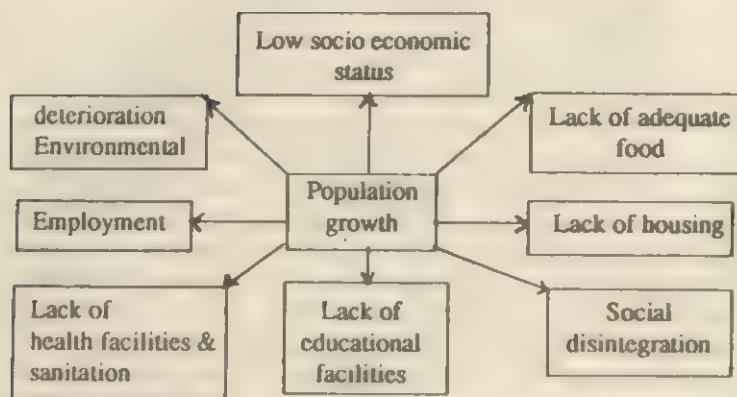 Low socio economic
status
deterioration
Environmental
Lack of adequate
food
Population
growth
Employment
Lack of housing
Lack of
health facilities &
sanitation
Lack of
educational
facilities
Social
disintegration